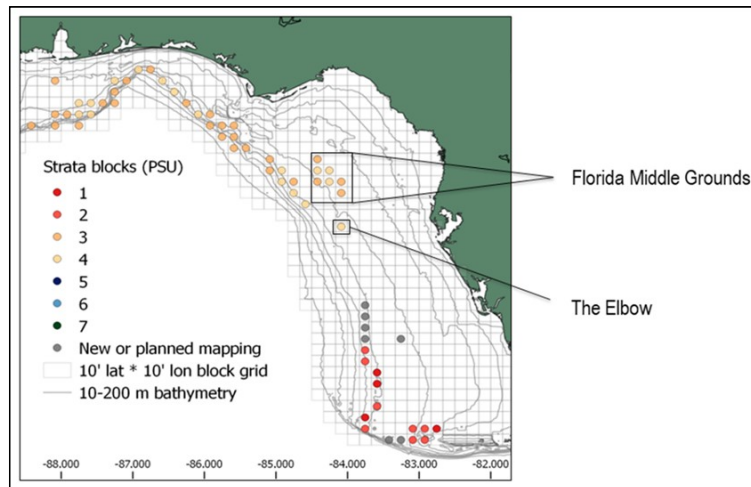 Florida Middle Grounds
Strata blocks (PSU)
1
2
3
4
The Elbow
5
6
7
New or planned mapping
10' lat * 10' lon block grid
10-200 m bathymetry
-88.000 -87.000 -86.000 -85.000 -84.000 -83.000 -82.000